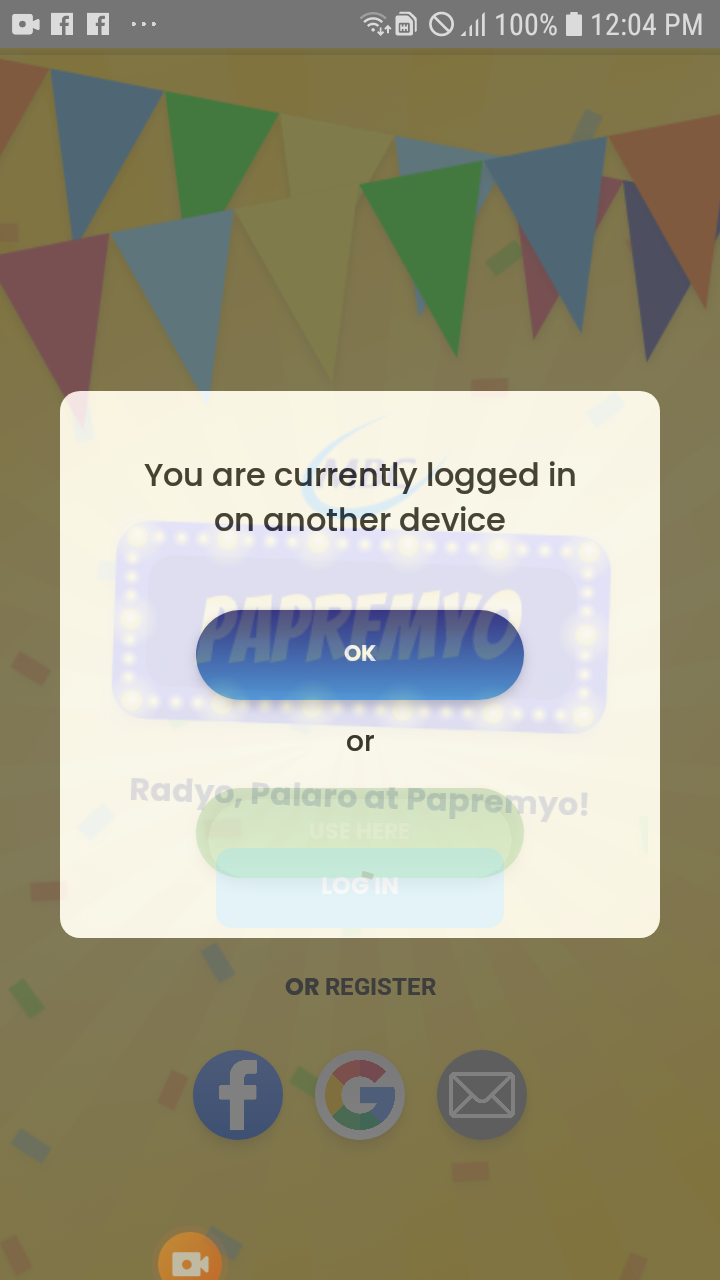 100% 12:04 PM
MBC
You are currently logged in
on another device
PAPREMYO
OK
or
Radyo, Palaro at Papremyo!
USE HERE
LOG IN
OR REGISTER